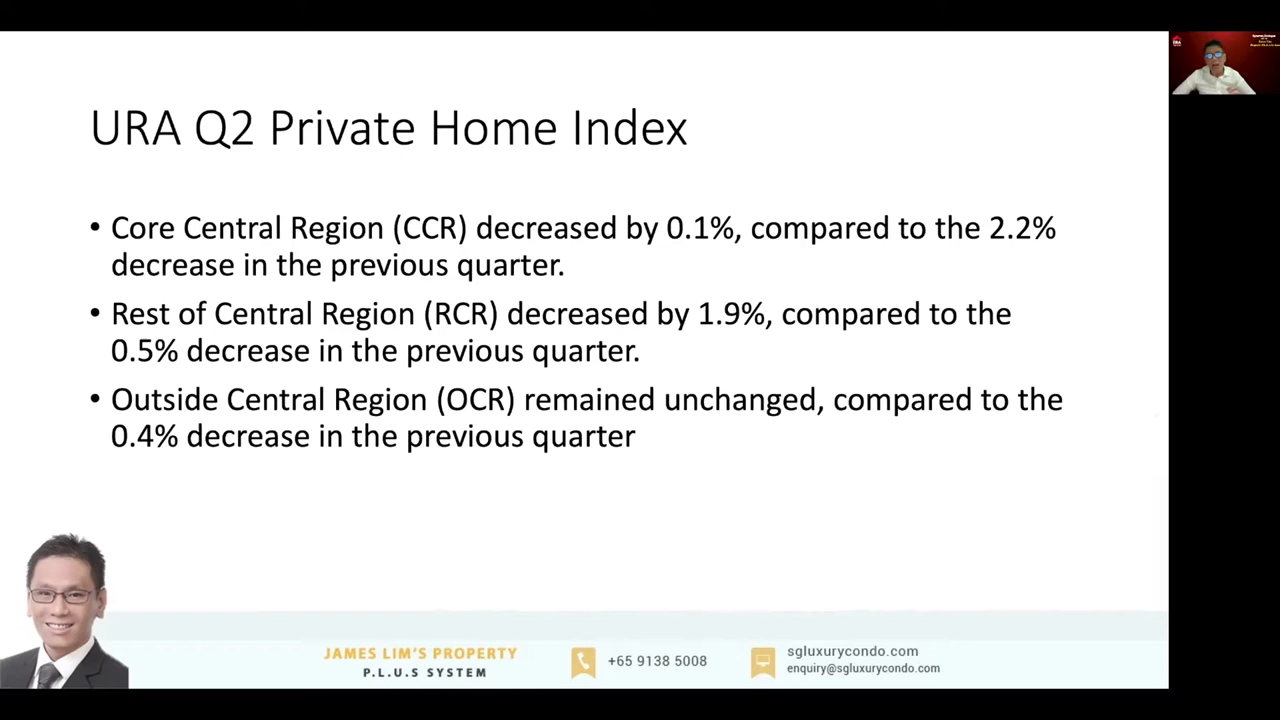 URA Q2 Private Home Index
• Core Central Region (CCR) decreased by 0.1%, compared to the 2.2%
decrease in the previous quarter.
• Rest of Central Region (RCR) decreased by 1.9%, compared to the
0.5% decrease in the previous quarter.
• Outside Central Region (OCR) remained unchanged, compared to the
0.4% decrease in the previous quarter
JAMES LIM'S PROPERTY
P.L.U.S SYSTEM
+65 9138 5008
sgluxurycondo.com
enquiry@sgluxurycondo.com